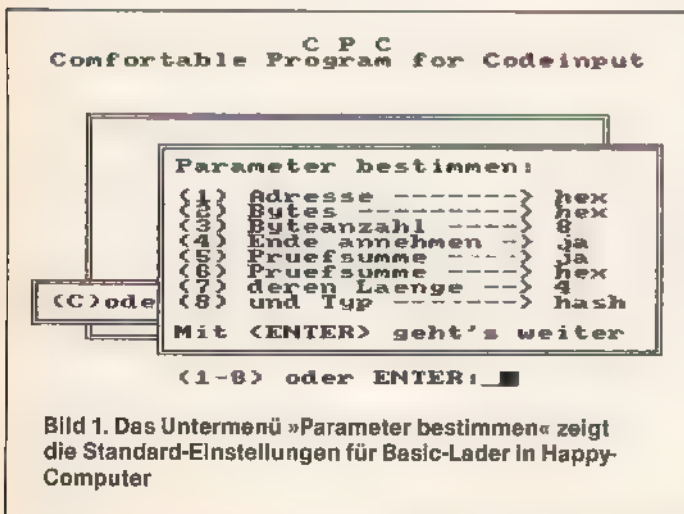 C P C
Comfortable Program for Codeinput
Parameter bestimmen:
(1) Adresse --------> hex
(2) Bytes ----------> hex
(3) Byteanzahl -----> 8
(4) Ende annehmen --> ja
(5) Pruefsumme -----> ja
(6) Pruefsumme -----> hex
(7) deren Laenge ---> 4
(8) und Typ --------> hash
(C)ode
Mit <ENTER> geht's weiter
(1-8) oder ENTER:
Bild 1. Das Untermenü »Parameter bestimmen« zeigt
die Standard-Einstellungen für Basic-Lader in Happy-
Computer